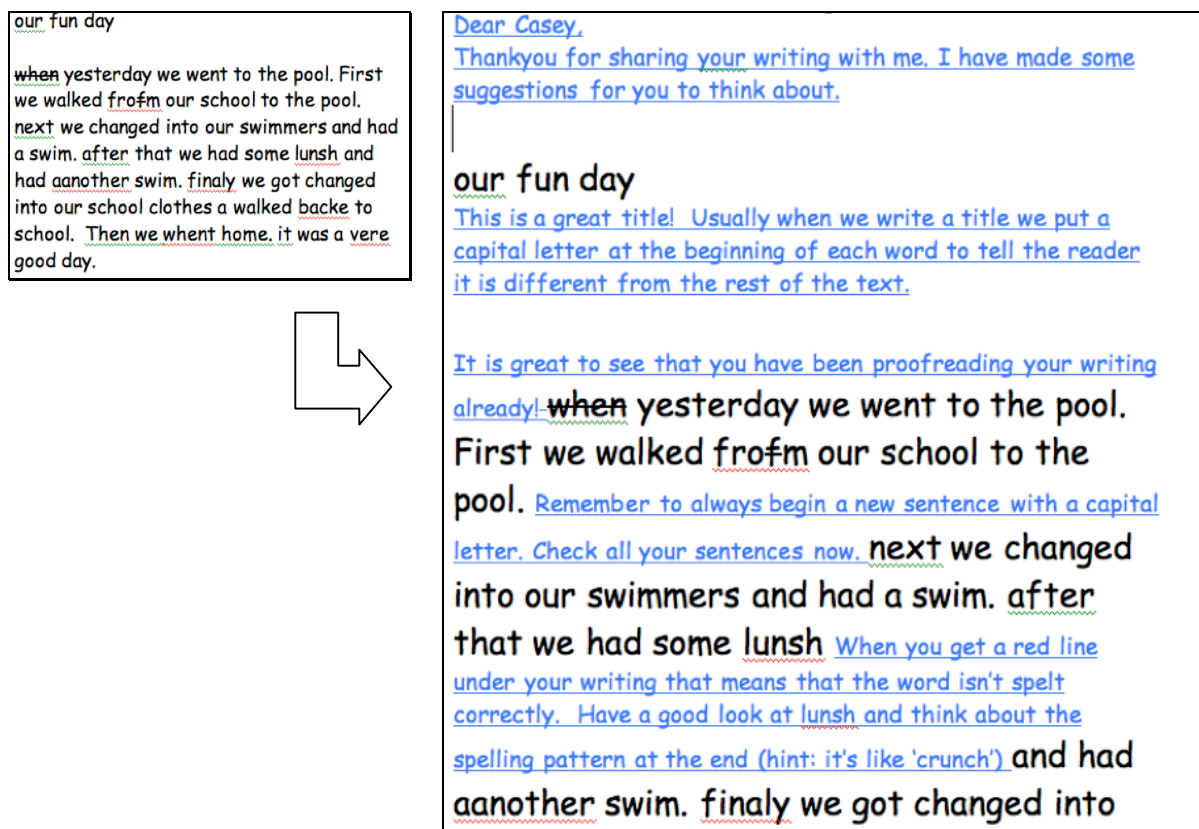 our fun day
when yesterday we went to the pool. First
we walked frofm our school to the pool.
next we changed into our swimmers and had
a swim. after that we had some lunsh and
had aanother swim. finaly we got changed
into our school clothes a walked backe to
school.  Then we whent home. it was a vere
good day.
Dear Casey,
Thankyou for sharing your writing with me. I have made some
suggestions for you to think about.
our fun day
This is a great title!  Usually when we write a title we put a
capital letter at the beginning of each word to tell the reader
it is different from the rest of the text.
It is great to see that you have been proofreading your writing
already! when yesterday we went to the pool.
First we walked frofm our school to the
pool. Remember to always begin a new sentence with a capital
letter. Check all your sentences now. next we changed
into our swimmers and had a swim. after
that we had some lunsh When you get a red line
under your writing that means that the word isn't spelt
correctly.  Have a good look at lunsh and think about the
spelling pattern at the end (hint: it's like 'crunch') and had
aanother swim. finaly we got changed into